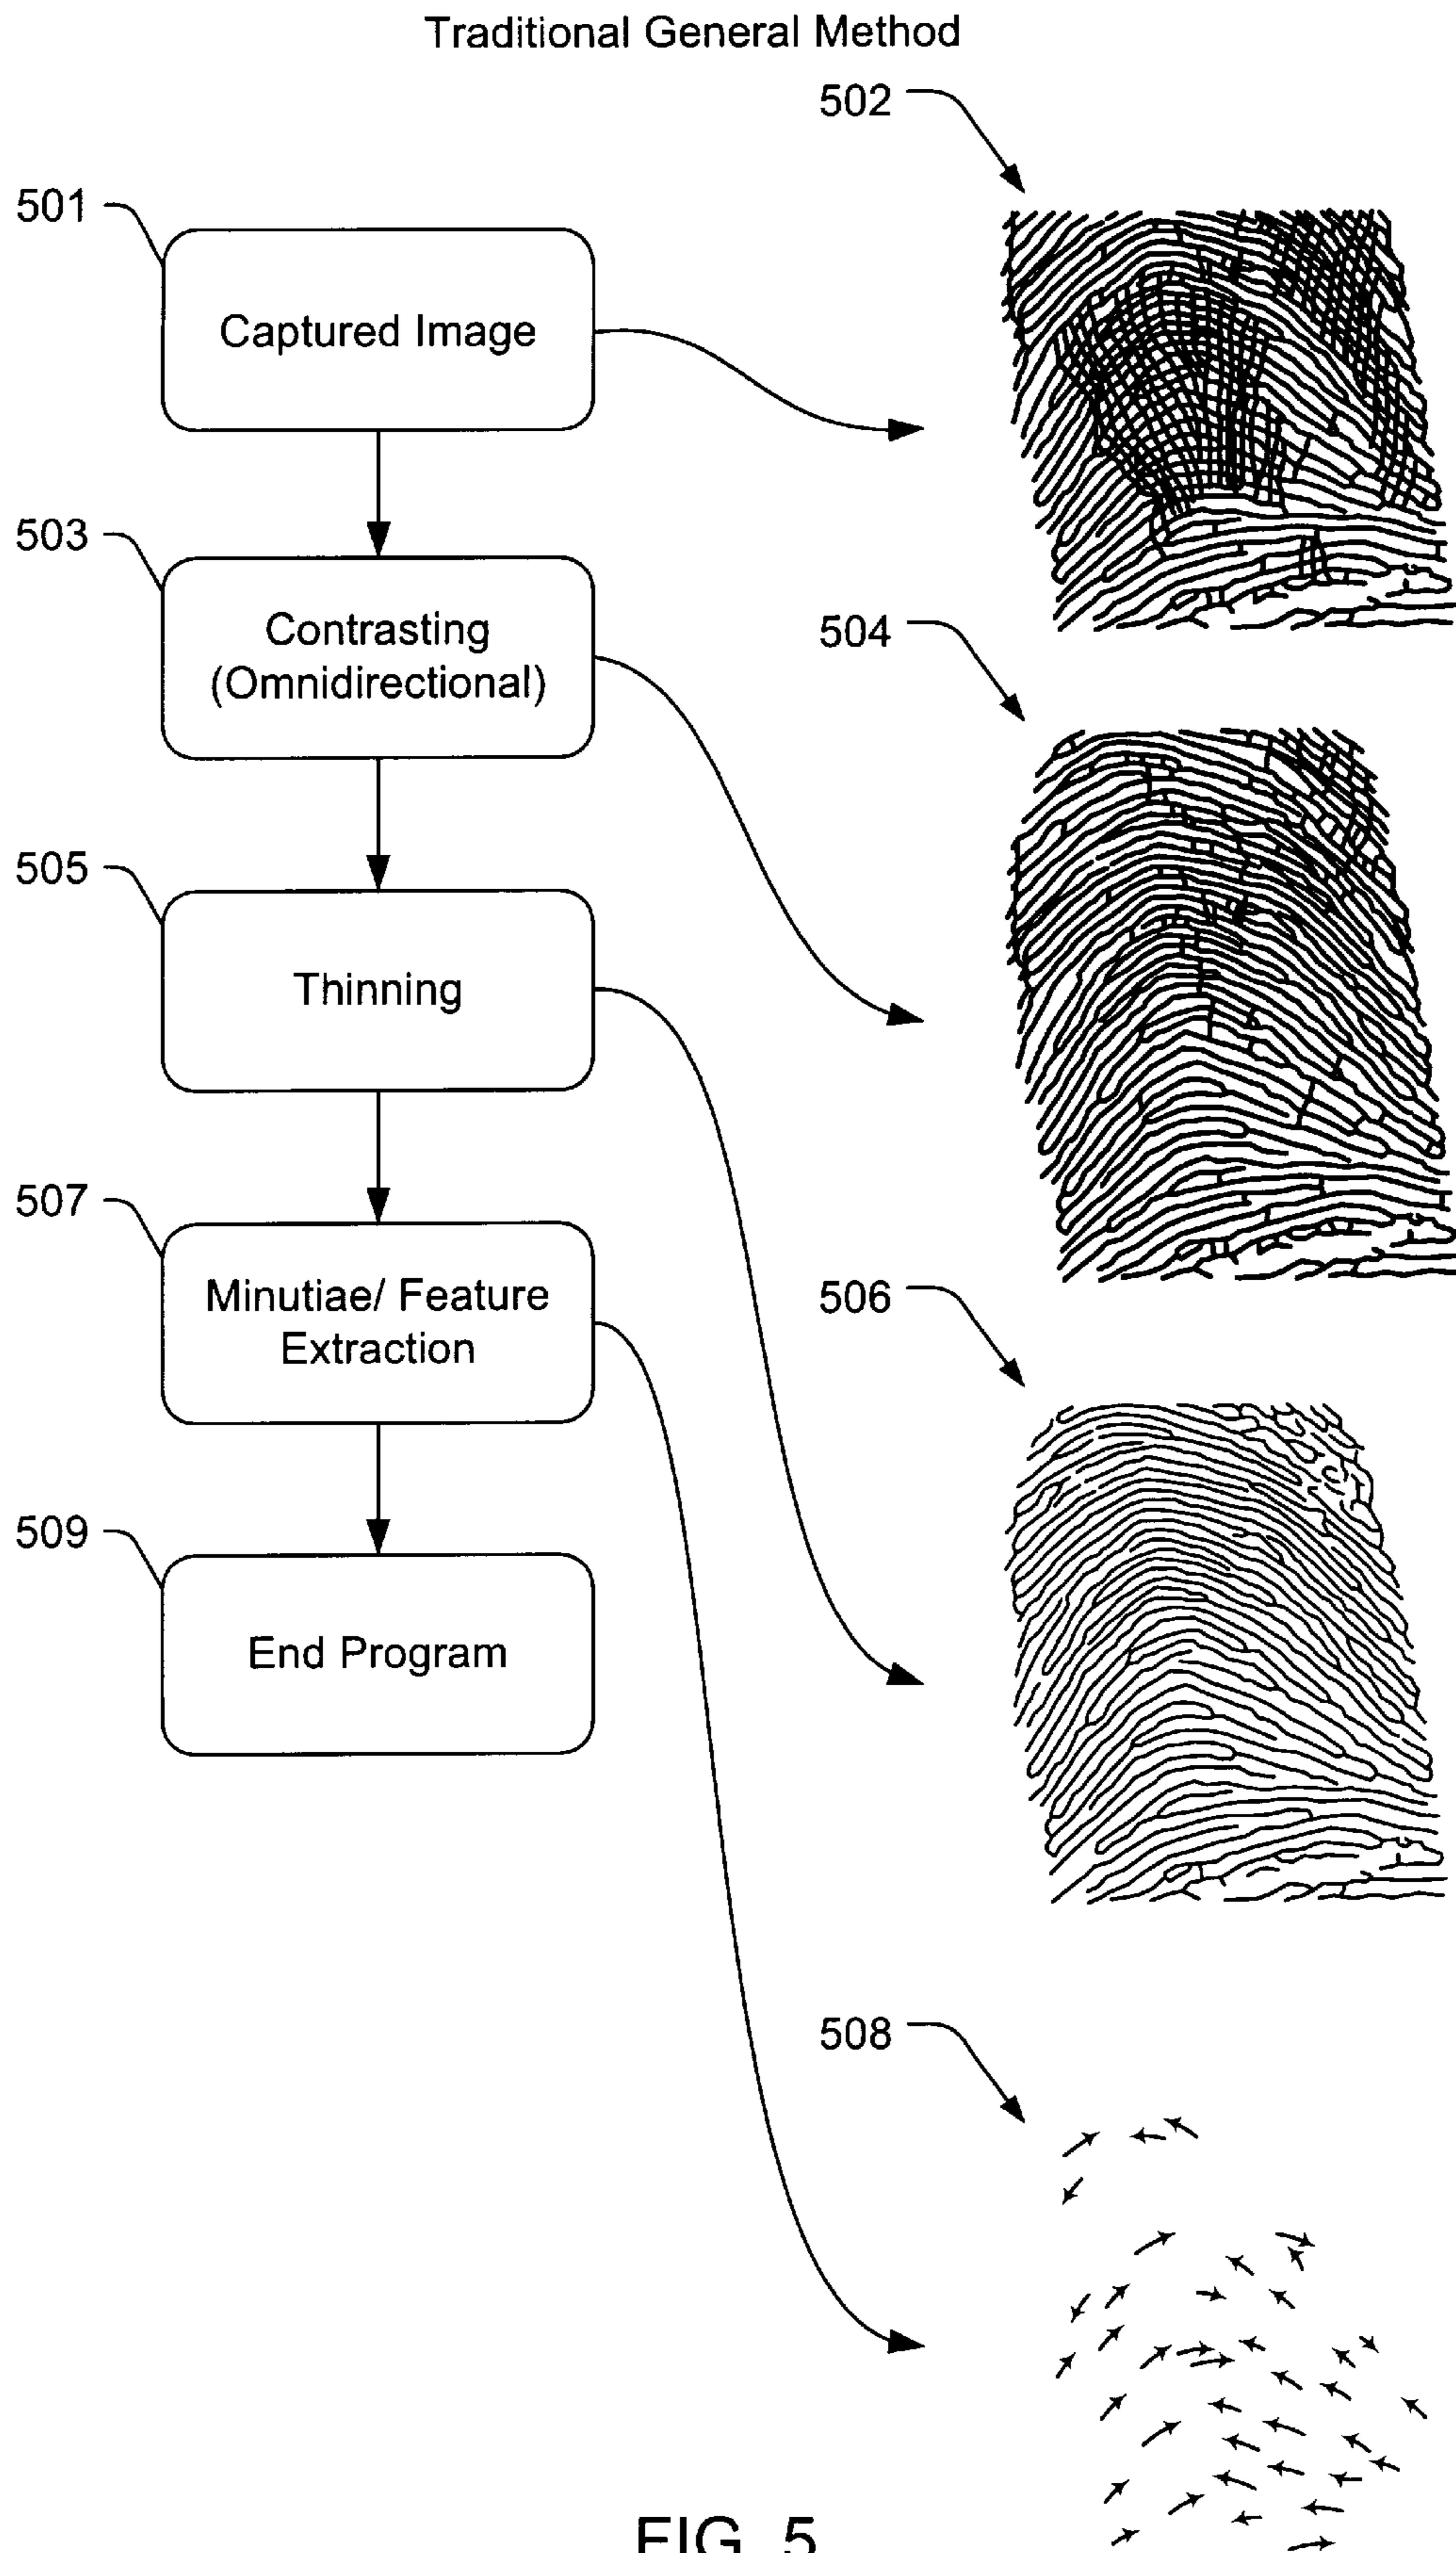 Traditional General Method
502
501
Captured Image
503
Contrasting
(Omnidirectional)
504
505
Thinning
507
Minutiae/ Feature
Extraction
506
509
End Program
508
FIG. 5